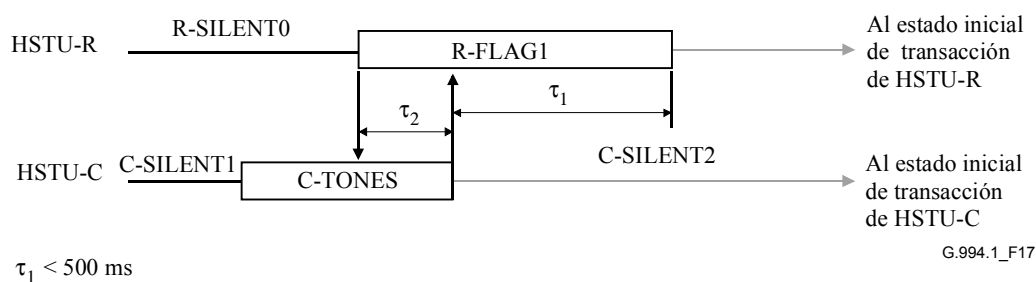 R-SILENT0
HSTU-R
R-FLAG1
Al estado inicial
de transacción
de HSTU-R
τ1
τ2
C-SILENT2
HSTU-C
C-SILENT1
C-TONES
Al estado inicial
de transacción
de HSTU-C
G.994.1_F17
τ1 < 500 ms